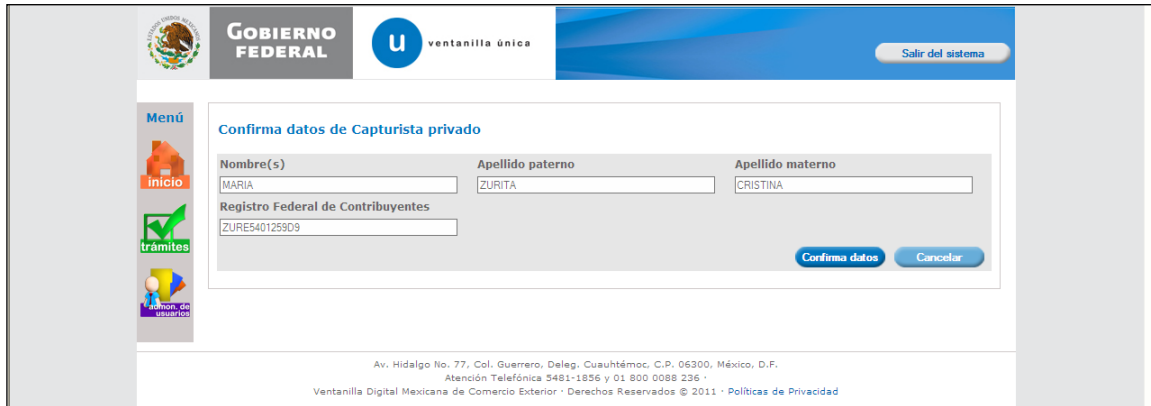 ESTADOS UNIDOS MEXICANOS
GOBIERNO
FEDERAL
u ventanilla única
Salir del sistema
Menú
inicio
trámites
admon. de
usuarios
Confirma datos de Capturista privado
Nombre(s) Apellido paterno Apellido materno
MARIA ZURITA CRISTINA
Registro Federal de Contribuyentes
ZURE5401259D9
Confirma datos Cancelar
Av. Hidalgo No. 77, Col. Guerrero, Deleg. Cuauhtémoc, C.P. 06300, México, D.F.
Atención Telefónica 5481-1856 y 01 800 0088 236 ·
Ventanilla Digital Mexicana de Comercio Exterior · Derechos Reservados © 2011 · Políticas de Privacidad